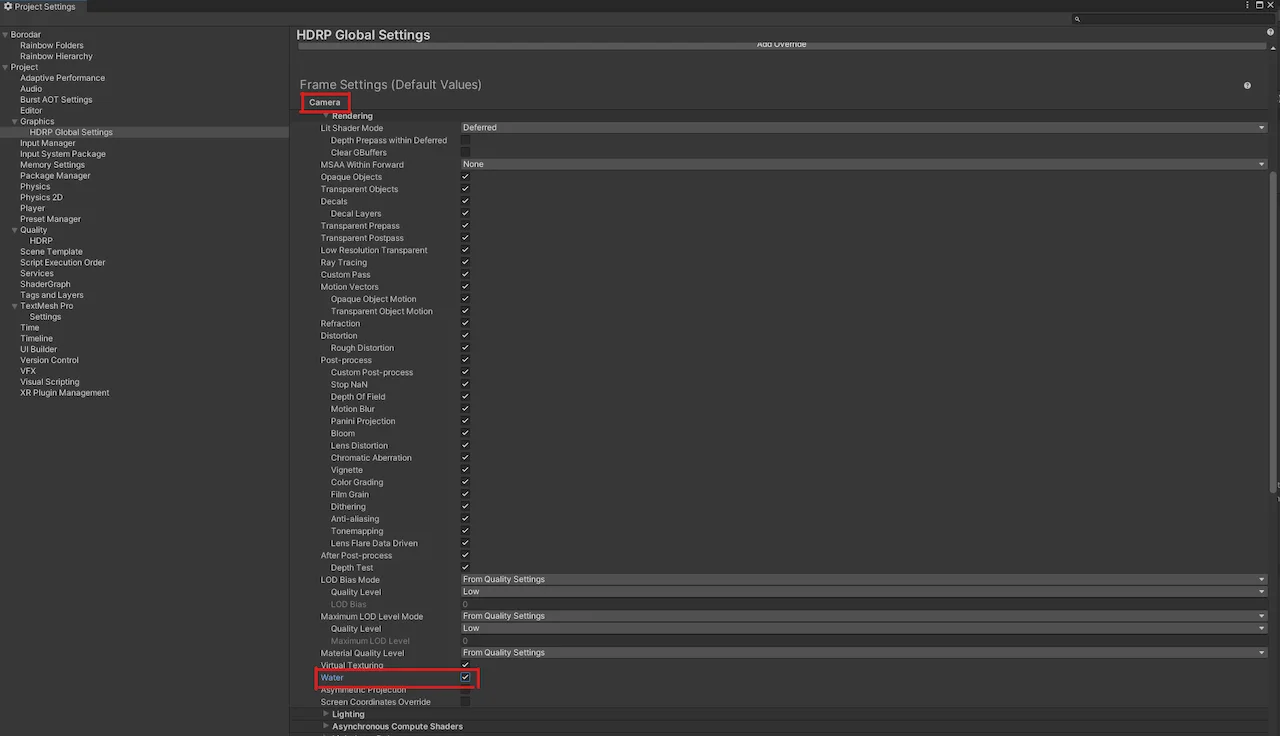 Project Settings
Borodar
Rainbow Folders
Rainbow Hierarchy
Project
Adaptive Performance
Audio
Burst AOT Settings
Editor
Graphics
HDRP Global Settings
Input Manager
Input System Package
Memory Settings
Package Manager
Physics
Physics 2D
Player
Preset Manager
Quality
HDRP
Scene Template
Script Execution Order
Services
ShaderGraph
Tags and Layers
TextMesh Pro
Settings
Time
Timeline
UI Builder
Version Control
VFX
Visual Scripting
XR Plugin Management
HDRP Global Settings
Add Override
Frame Settings (Default Values)
Camera
Rendering
Lit Shader Mode Deferred
Depth Prepass within Deferred
Clear GBuffers
MSAA Within Forward None
Opaque Objects
Transparent Objects
Decals
Decal Layers
Transparent Prepass
Transparent Postpass
Low Resolution Transparent
Ray Tracing
Custom Pass
Motion Vectors
Opaque Object Motion
Transparent Object Motion
Refraction
Distortion
Rough Distortion
Post-process
Custom Post-process
Stop NaN
Depth Of Field
Motion Blur
Panini Projection
Bloom
Lens Distortion
Chromatic Aberration
Vignette
Color Grading
Film Grain
Dithering
Anti-aliasing
Tonemapping
Lens Flare Data Driven
After Post-process
Depth Test
LOD Bias Mode From Quality Settings
Quality Level Low
LOD Bias 0
Maximum LOD Level Mode From Quality Settings
Quality Level Low
Maximum LOD Level 0
Material Quality Level From Quality Settings
Virtual Texturing
Water
Asymmetric Projection
Screen Coordinates Override
Lighting
Asynchronous Compute Shaders